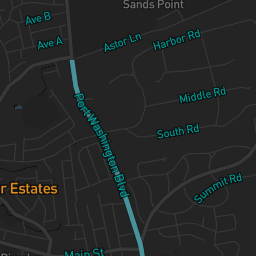 Sands Point
Ave B
Harbor Rd
Astor Ln
Ave A
Middle Rd
Port Washington Blvd
South Rd
Summit Rd
r Estates
Main St